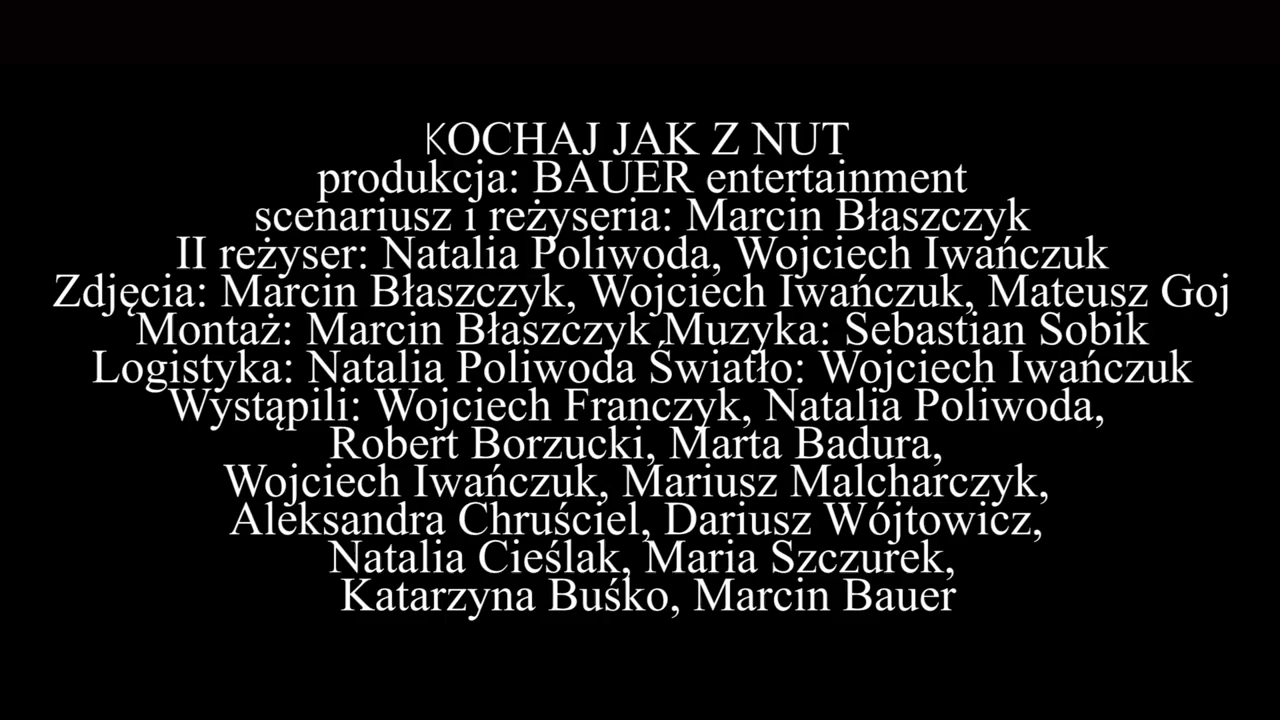 KOCHAJ JAK Z NUT
produkcja: BAUER entertainment
scenariusz i reżyseria: Marcin Błaszczyk
II reżyser: Natalia Poliwoda, Wojciech Iwańczuk
Zdjęcia: Marcin Błaszczyk, Wojciech Iwańczuk, Mateusz Goj
Montaż: Marcin Błaszczyk Muzyka: Sebastian Sobik
Logistyka: Natalia Poliwoda Światło: Wojciech Iwańczuk
Wystąpili: Wojciech Franczyk, Natalia Poliwoda,
Robert Borzucki, Marta Badura,
Wojciech Iwańczuk, Mariusz Malcharczyk,
Aleksandra Chruściel, Dariusz Wójtowicz,
Natalia Cieślak, Maria Szczurek,
Katarzyna Buśko, Marcin Bauer